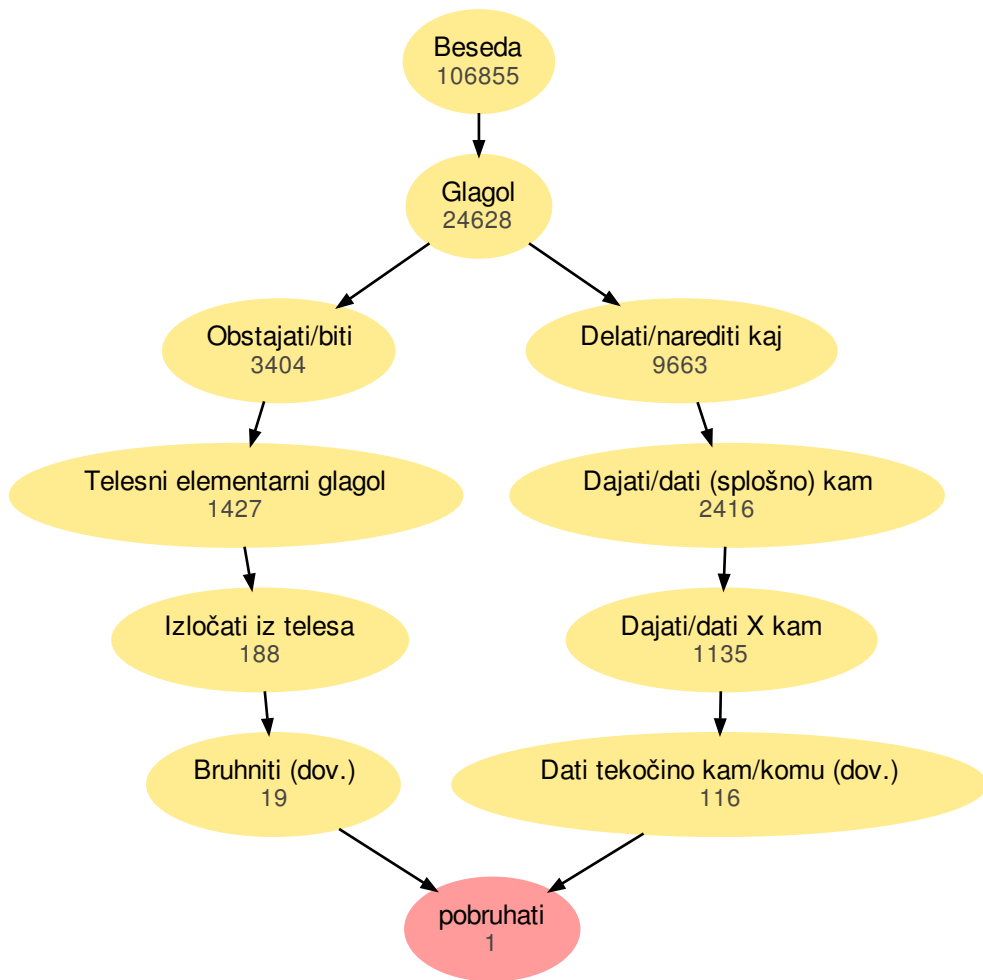 Beseda
106855
Glagol
24628
Obstajati/biti
3404
Delati/narediti kaj
9663
Telesni elementarni glagol
1427
Dajati/dati (splošno) kam
2416
Izločati iz telesa
188
Dajati/dati X kam
1135
Bruhniti (dov.)
19
Dati tekočino kam/komu (dov.)
116
pobruhati
1